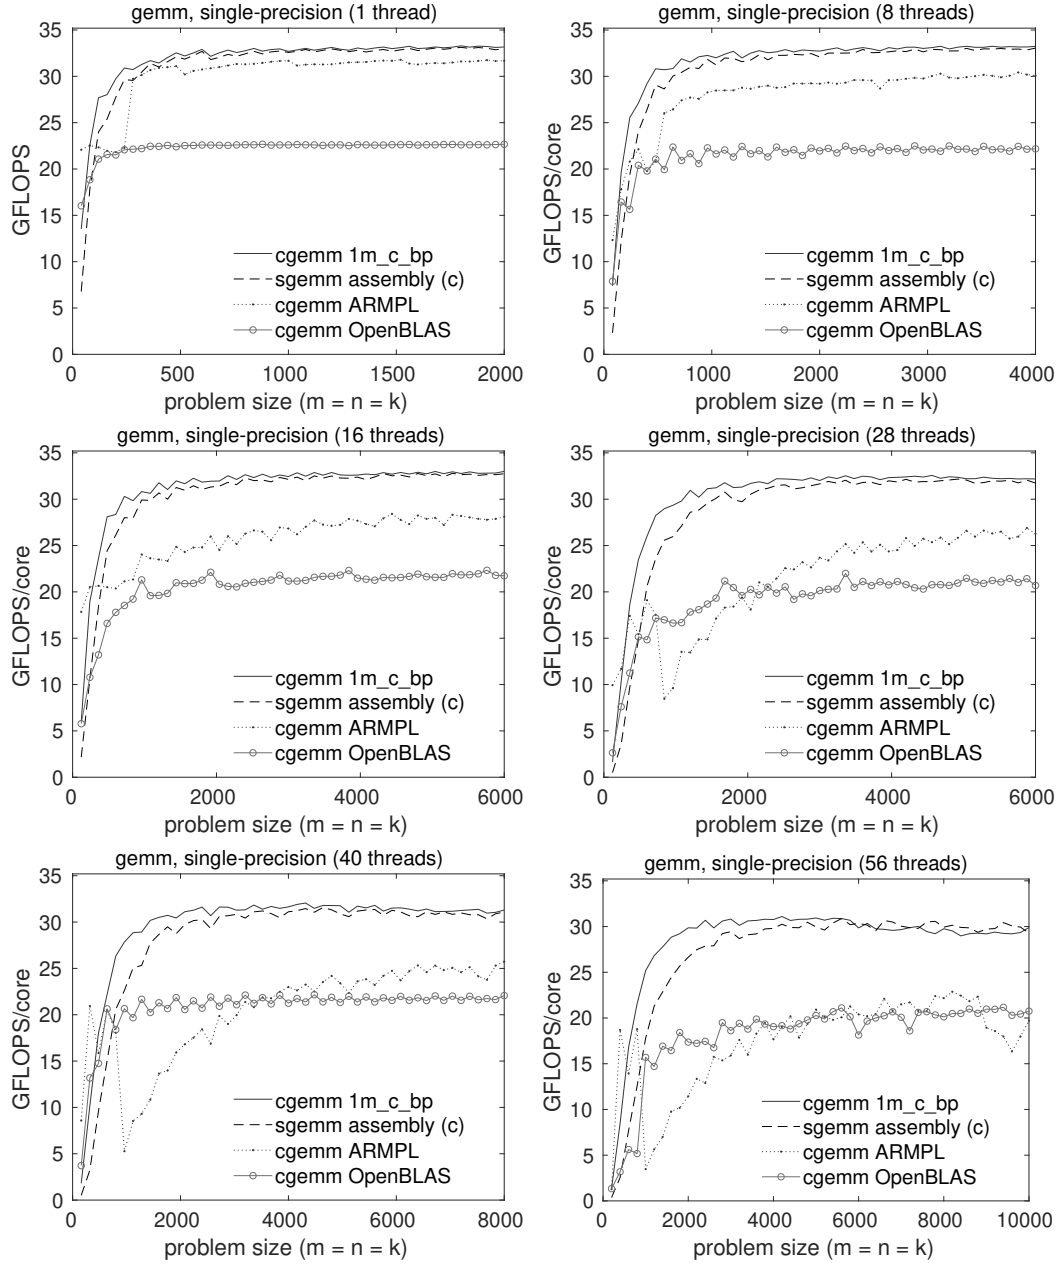 gemm, single-precision (1 thread)
35
30
25
20
15
10
5
0
GFLOPS
cgemm 1m_c_bp
sgemm assembly (c)
cgemm ARMPL
cgemm OpenBLAS
0 500 1000 1500 2000
problem size (m = n = k)
gemm, single-precision (8 threads)
35
30
25
20
15
10
5
0
GFLOPS/core
cgemm 1m_c_bp
sgemm assembly (c)
cgemm ARMPL
cgemm OpenBLAS
0 1000 2000 3000 4000
problem size (m = n = k)
gemm, single-precision (16 threads)
35
30
25
20
15
10
5
0
GFLOPS/core
cgemm 1m_c_bp
sgemm assembly (c)
cgemm ARMPL
cgemm OpenBLAS
0 2000 4000 6000
problem size (m = n = k)
gemm, single-precision (28 threads)
35
30
25
20
15
10
5
0
GFLOPS/core
cgemm 1m_c_bp
sgemm assembly (c)
cgemm ARMPL
cgemm OpenBLAS
0 2000 4000 6000
problem size (m = n = k)
gemm, single-precision (40 threads)
35
30
25
20
15
10
5
0
GFLOPS/core
cgemm 1m_c_bp
sgemm assembly (c)
cgemm ARMPL
cgemm OpenBLAS
0 2000 4000 6000 8000
problem size (m = n = k)
gemm, single-precision (56 threads)
35
30
25
20
15
10
5
0
GFLOPS/core
cgemm 1m_c_bp
sgemm assembly (c)
cgemm ARMPL
cgemm OpenBLAS
0 2000 4000 6000 8000 10000
problem size (m = n = k)